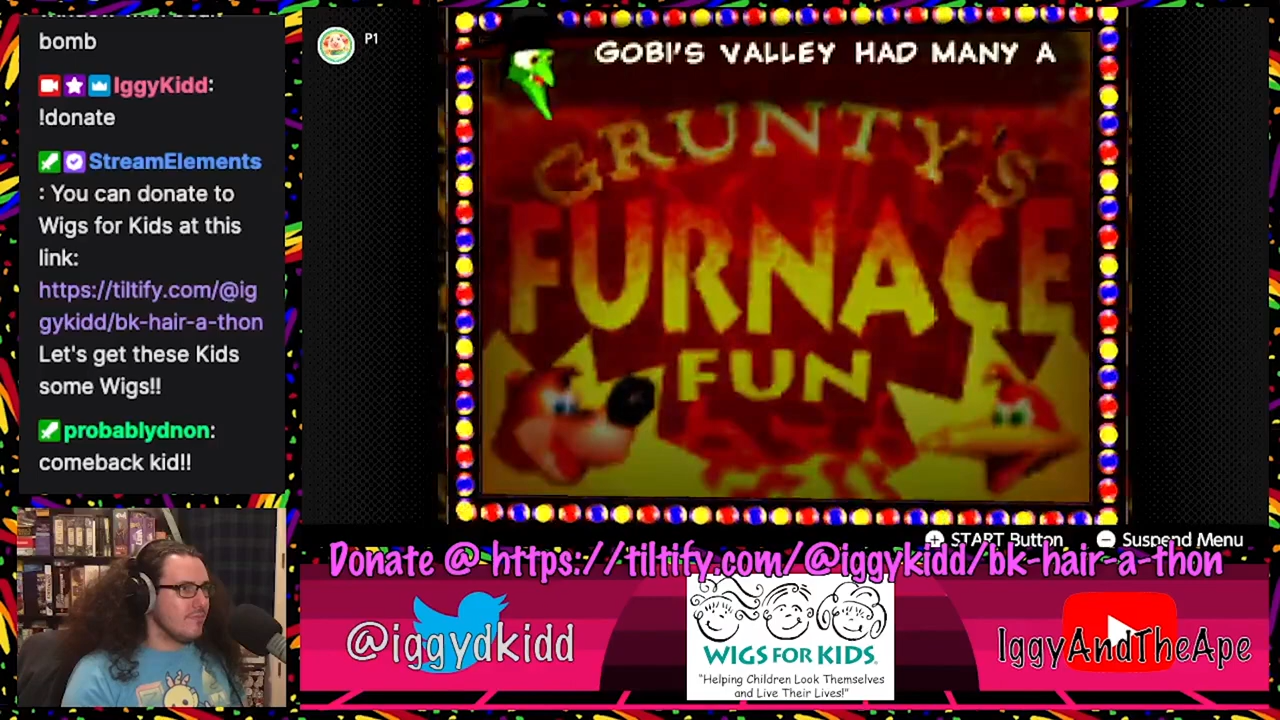 bomb
IggyKidd:
!donate
StreamElements
: You can donate to
Wigs for Kids at this
link:
https://tiltify.com/@ig
gykidd/bk-hair-a-thon
Let's get these Kids
some Wigs!!
probablydnon:
comeback kid!!
P1
GOBI'S VALLEY HAD MANY A
GRUNTY'S
FURNACE
FUN
START Button
Suspend Menu
Donate @ https://tiltify.com/@iggykidd/bk-hair-a-thon
@iggydkidd
WIGS FOR KIDS.
"Helping Children Look Themselves
and Live Their Lives!"
IggyAndTheApe